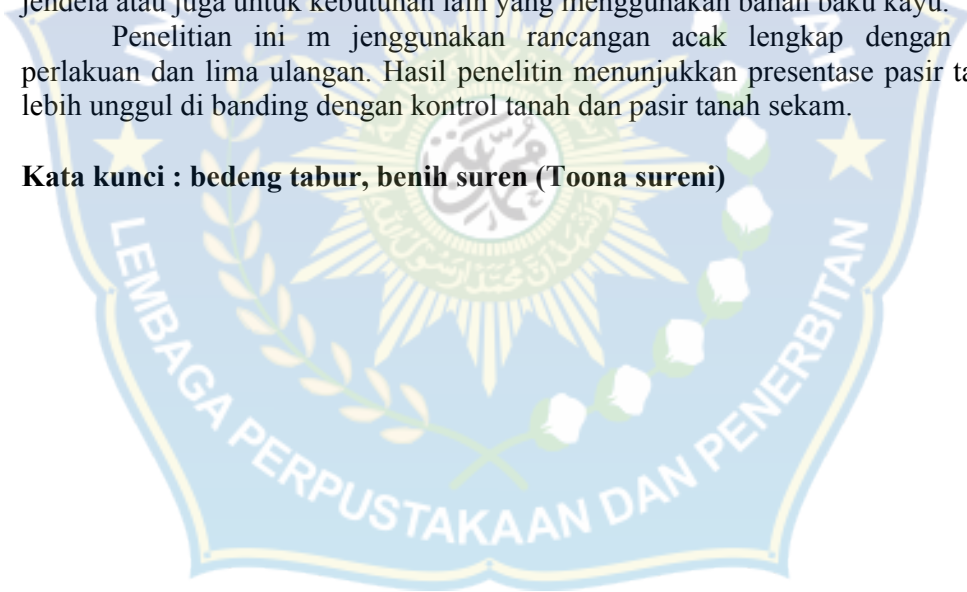 jendela atau juga untuk kebutuhan lain yang menggunakan bahan baku kayu.
Penelitian ini m jenggunakan rancangan acak lengkap dengan
perlakuan dan lima ulangan. Hasil penelitin menunjukkan presentase pasir
lebih unggul di banding dengan kontrol tanah dan pasir tanah sekam.
Kata kunci : bedeng tabur, benih suren (Toona sureni)
LEMBAGA PERPUSTAKAAN DAN PENERBITAN